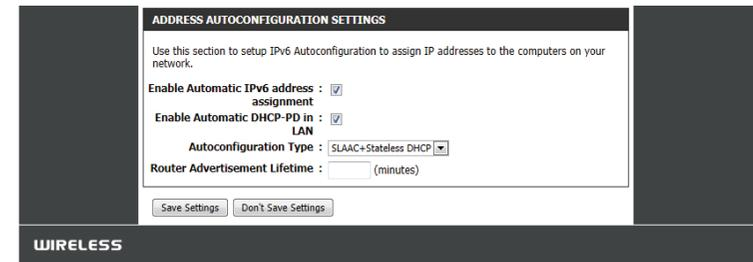 ADDRESS AUTOCONFIGURATION SETTINGS
Use this section to setup IPv6 Autoconfiguration to assign IP addresses to the computers on your
network.
Enable Automatic IPv6 address :
assignment
Enable Automatic DHCP-PD in :
LAN
Autoconfiguration Type : SLAAC+Stateless DHCP
Router Advertisement Lifetime : (minutes)
Save Settings Don't Save Settings
WIRELESS